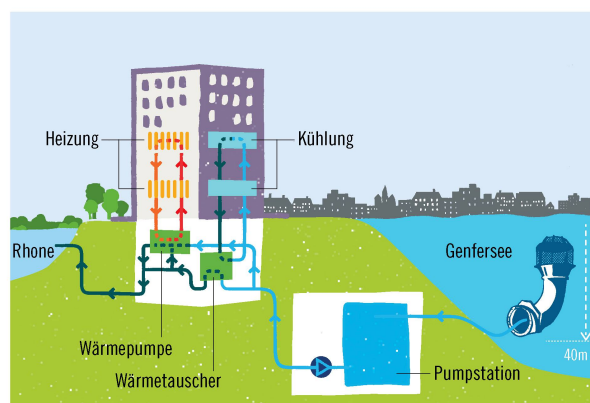 Heizung
Kühlung
Rhone
Genfersee
40m
Wärmepumpe
Wärmetauscher
Pumpstation